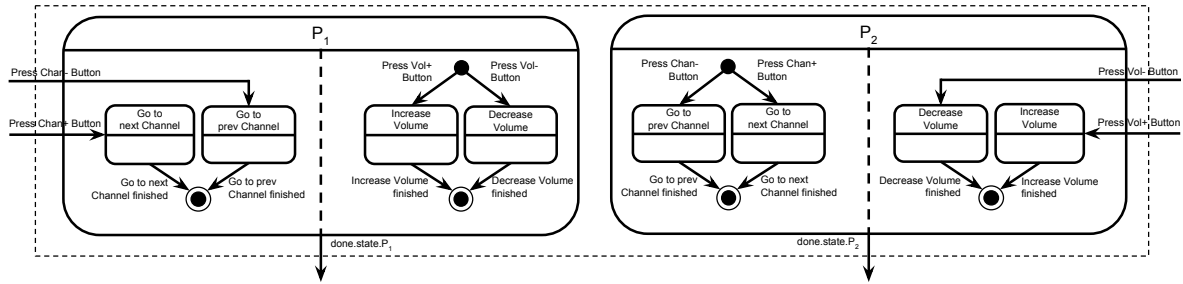 P1
P2
Press Chan- Button
Press Chan+ Button
Go to
next Channel
Go to
prev Channel
Go to next
Channel finished
Go to prev
Channel finished
Press Vol+
Button
Press Vol-
Button
Increase
Volume
Decrease
Volume
Increase Volume
finished
Decrease Volume
finished
done.state.P1
Press Chan-
Button
Press Chan+
Button
Go to
prev Channel
Go to
next Channel
Go to prev
Channel finished
Go to next
Channel finished
Press Vol- Button
Press Vol+ Button
Decrease
Volume
Increase
Volume
Decrease Volume
finished
Increase Volume
finished
done.state.P2